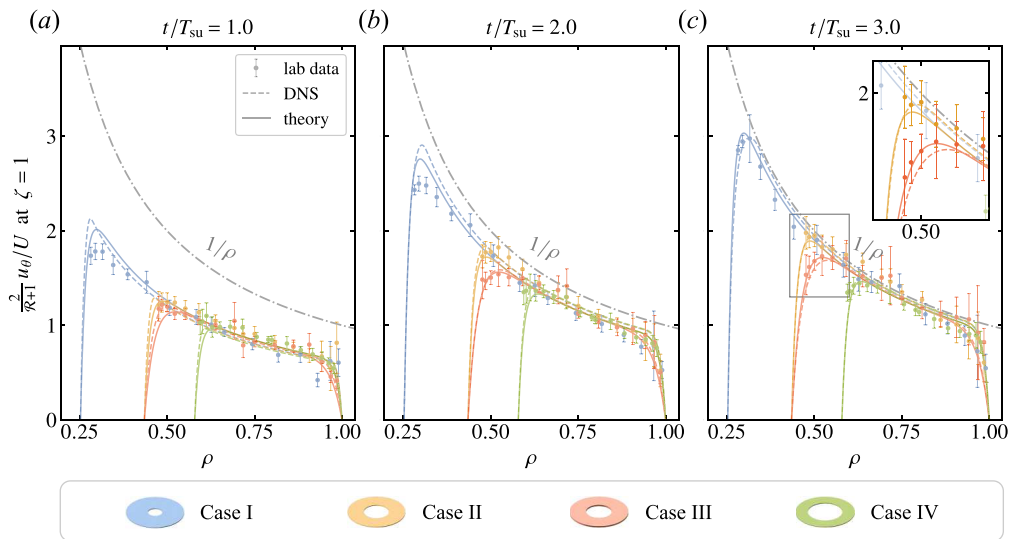 (a) t/T_su = 1.0
(b) t/T_su = 2.0
(c) t/T_su = 3.0
2/(ℛ+1) u_θ/U at ζ = 1
0
1
2
3
lab data
DNS
theory
1/ρ
1/ρ
1/ρ
2
0.50
0.25 0.50 0.75 1.00
0.25 0.50 0.75 1.00
0.25 0.50 0.75 1.00
ρ
ρ
ρ
Case I
Case II
Case III
Case IV